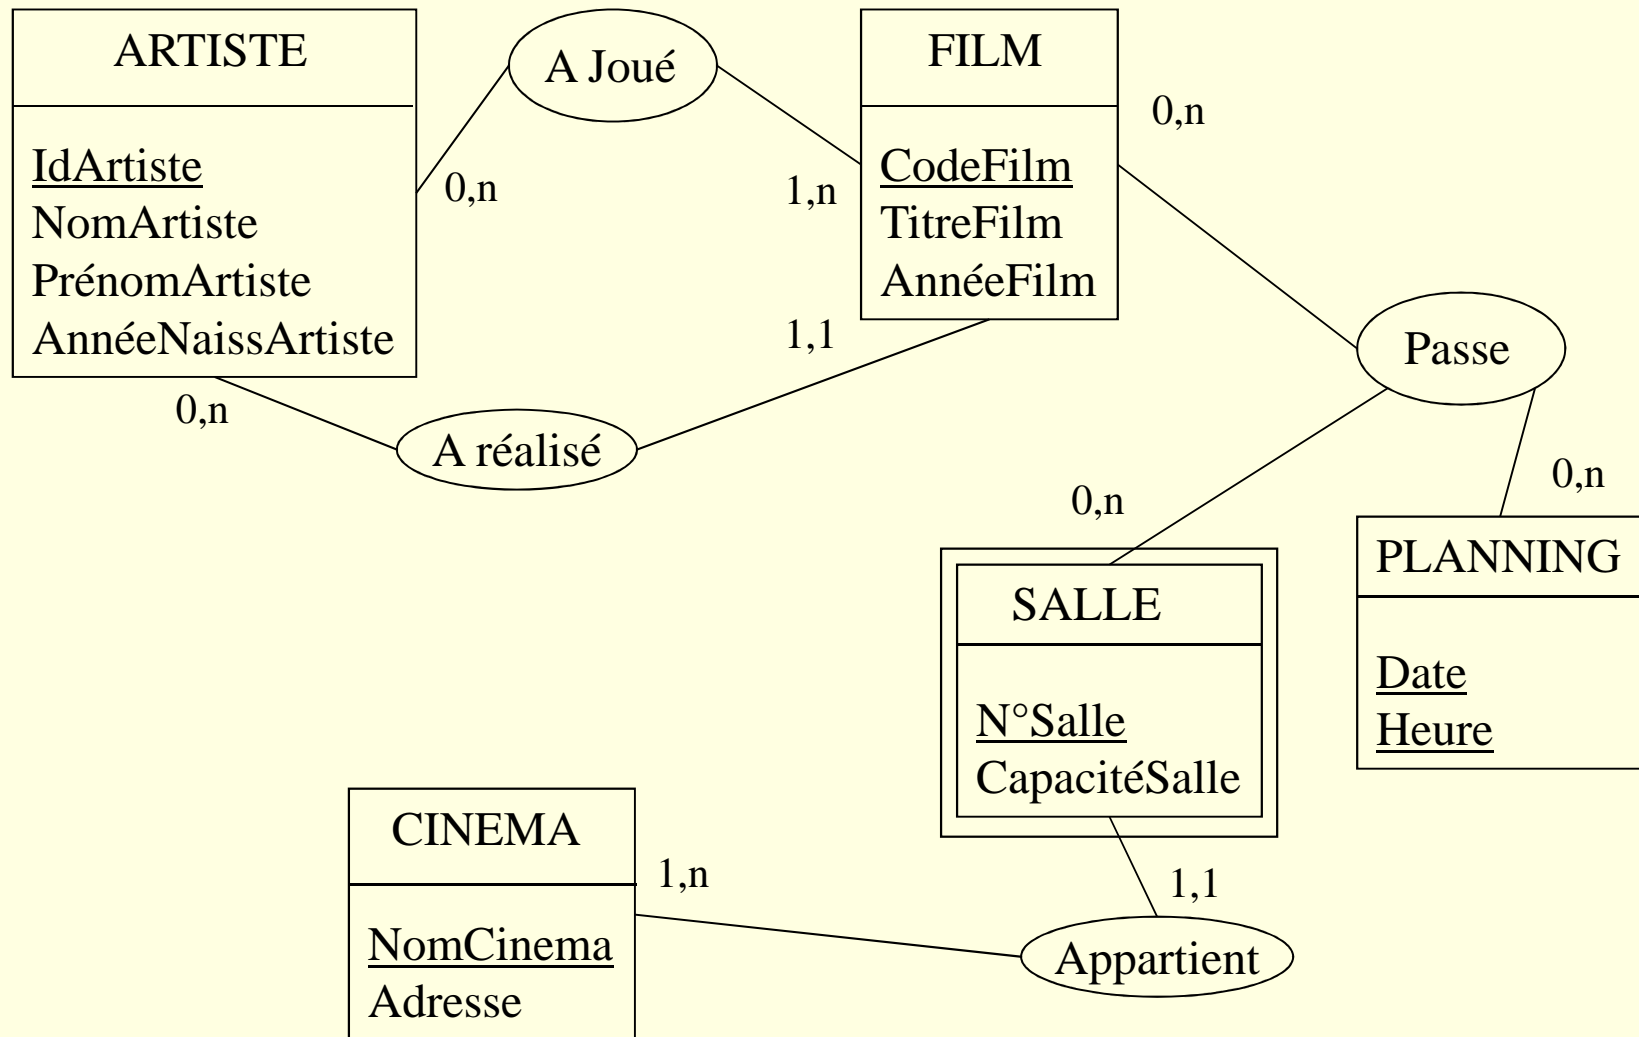 ARTISTE
IdArtiste
NomArtiste
PrénomArtiste
AnnéeNaissArtiste
A Joué
0,n
1,n
FILM
CodeFilm
TitreFilm
AnnéeFilm
0,n
1,1
0,n
A réalisé
Passe
0,n
0,n
PLANNING
Date
Heure
SALLE
N°Salle
CapacitéSalle
CINEMA
NomCinema
Adresse
1,n
1,1
Appartient